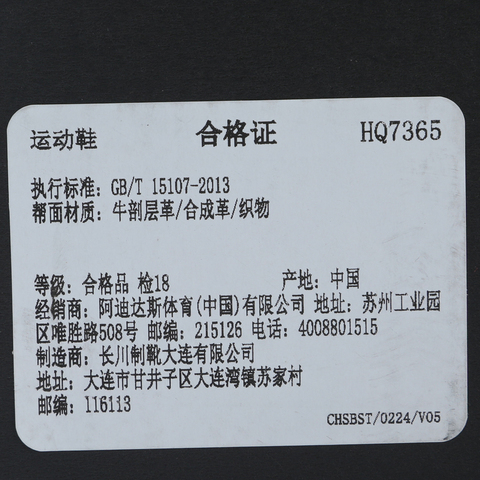 运动鞋 合格证 HQ7365
执行标准: GB/T 15107-2013
帮面材质: 牛剖层革/合成革/织物
等级: 合格品 检18 产地: 中国
经销商: 阿迪达斯体育(中国)有限公司 地址: 苏州工业园
区唯胜路508号 邮编: 215126 电话: 4008801515
制造商: 长川制靴大连有限公司
地址: 大连市甘井子区大连湾镇苏家村
邮编: 116113
CHSBST/0224/V05